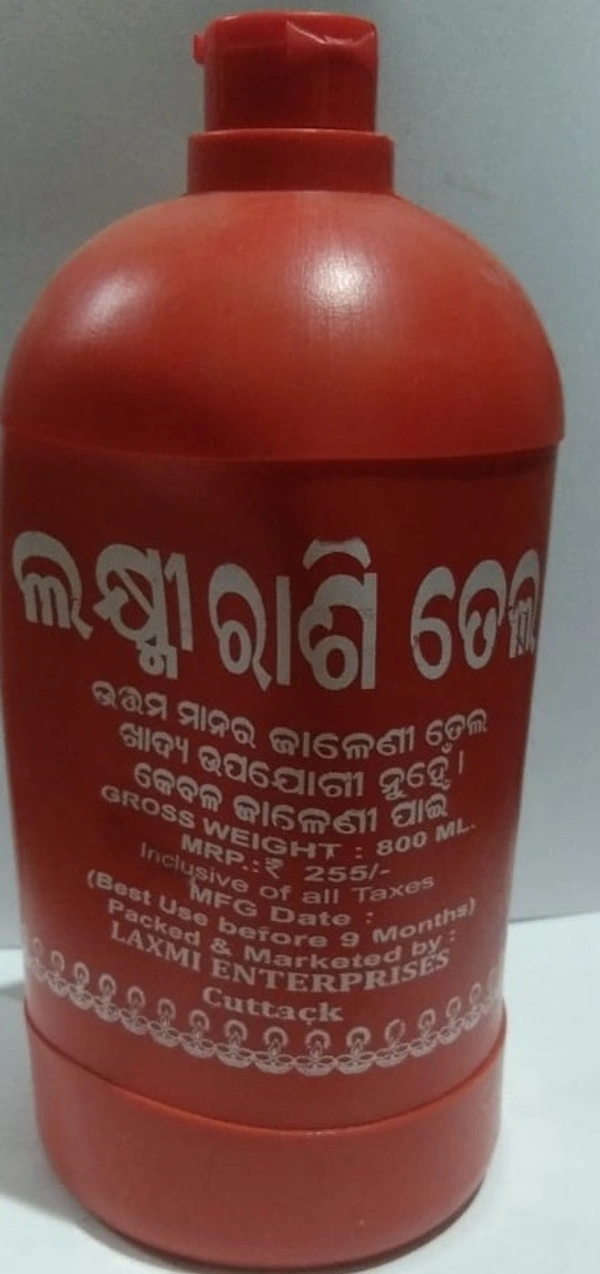 ଲକ୍ଷ୍ମୀ ରାଶି ତେଲ
ଉତ୍ତମ ମାନର ଜାଳେଣୀ ତେଲ
ଖାଦ୍ୟ ଉପଯୋଗୀ ନୁହେଁ।
କେବଳ ଜାଳେଣୀ ପାଇଁ
GROSS WEIGHT : 800 ML.
MRP.:₹ 255/-
Inclusive of all Taxes
MFG Date :
(Best Use before 9 Months)
Packed & Marketed by :
LAXMI ENTERPRISES
Cuttack